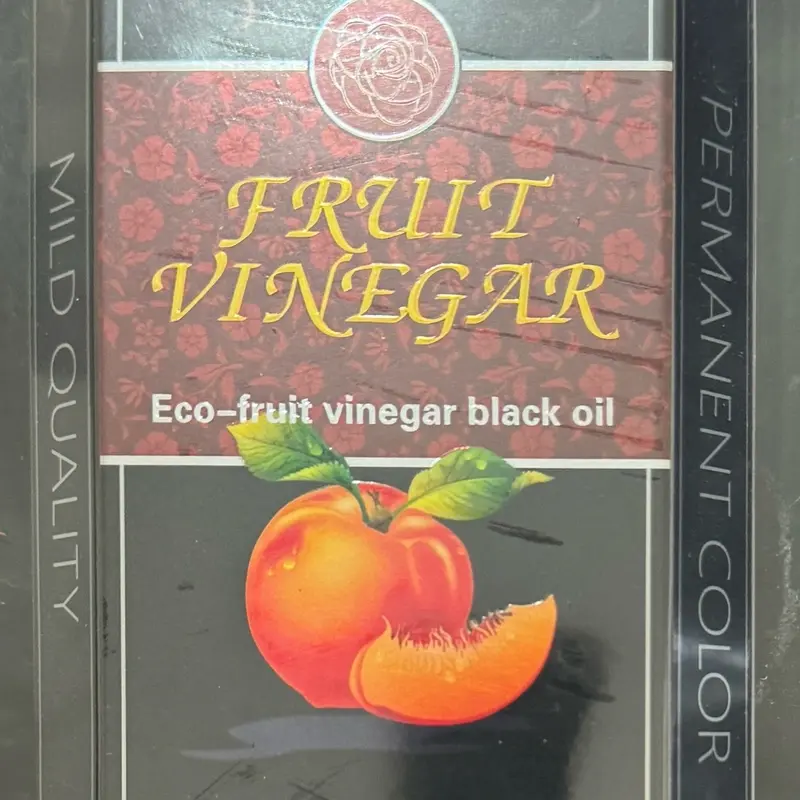 FRUIT
VINEGAR
Eco-fruit vinegar black oil
MILD QUALITY
PERMANENT COLOR